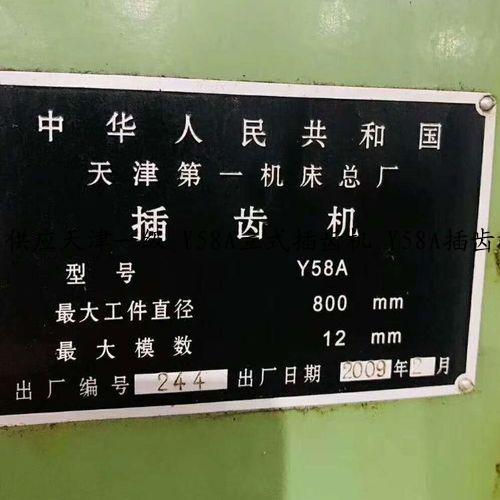 中华人民共和国
天津第一机床总厂
插齿机
供应天津一机 Y58A立式插齿机 Y58A插齿
型号 Y58A
最大工件直径 800 mm
最大模数 12 mm
出厂编号 244 出厂日期 2009年2月